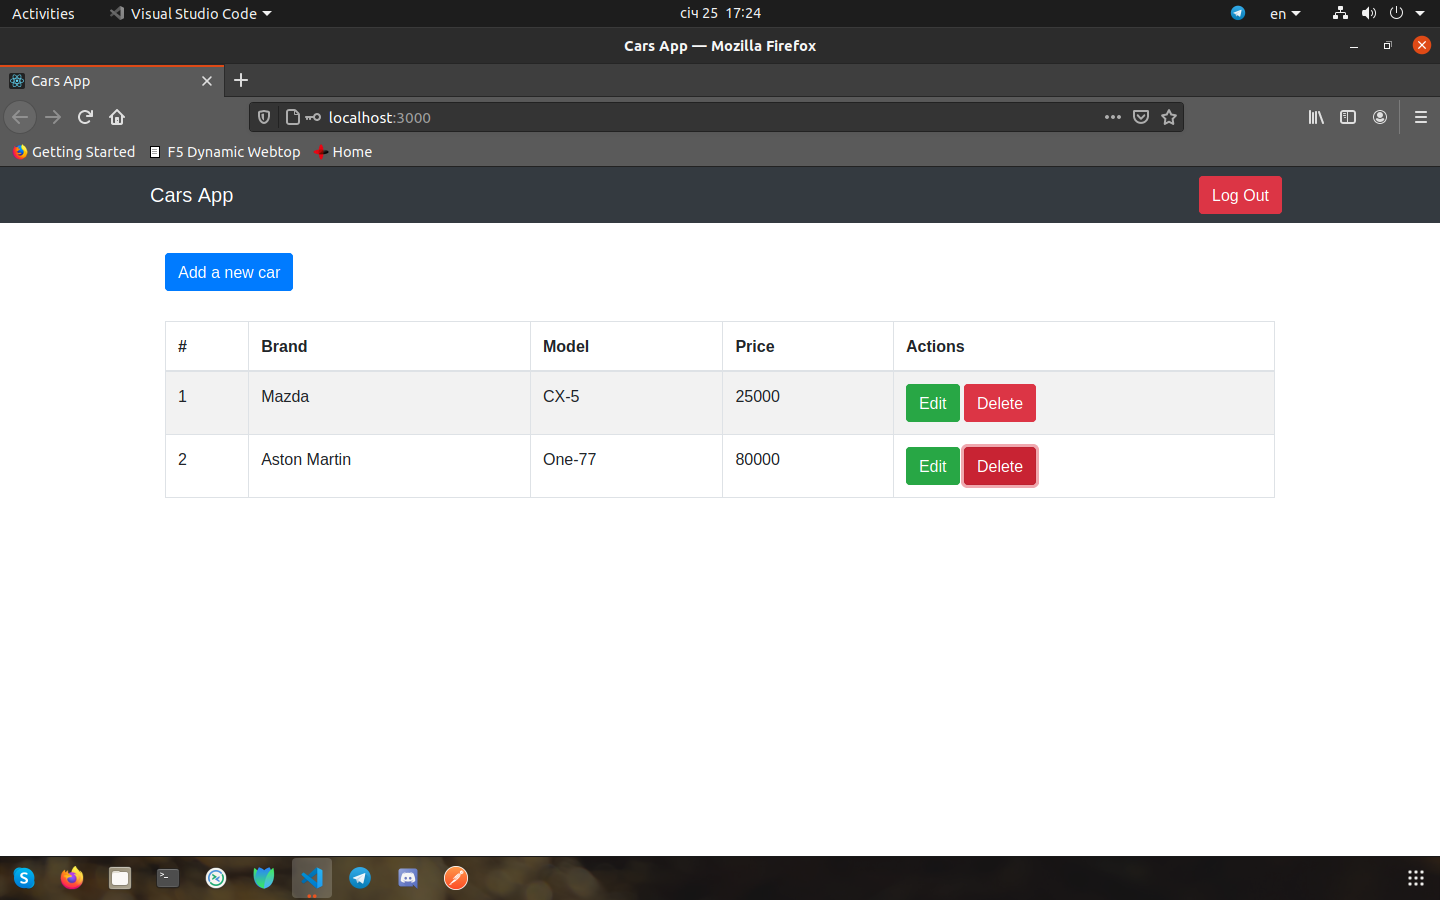 Activities Visual Studio Code січ 25 17:24 en
Cars App — Mozilla Firefox
Cars App
localhost:3000
Getting Started F5 Dynamic Webtop Home
Cars App Log Out
Add a new car
# Brand Model Price Actions
1 Mazda CX-5 25000 Edit Delete
2 Aston Martin One-77 80000 Edit Delete